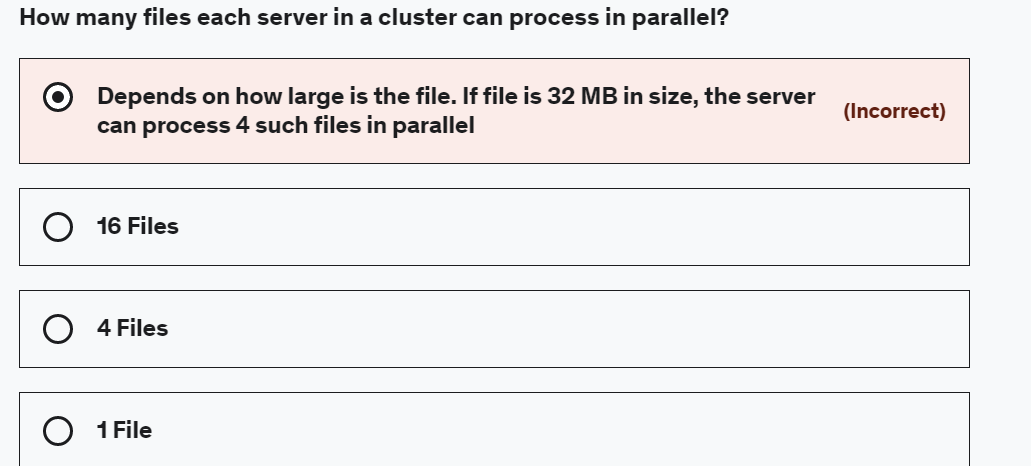 How many files each server in a cluster can process in parallel?
Depends on how large is the file. If file is 32 MB in size, the server
can process 4 such files in parallel
(Incorrect)
16 Files
4 Files
1 File